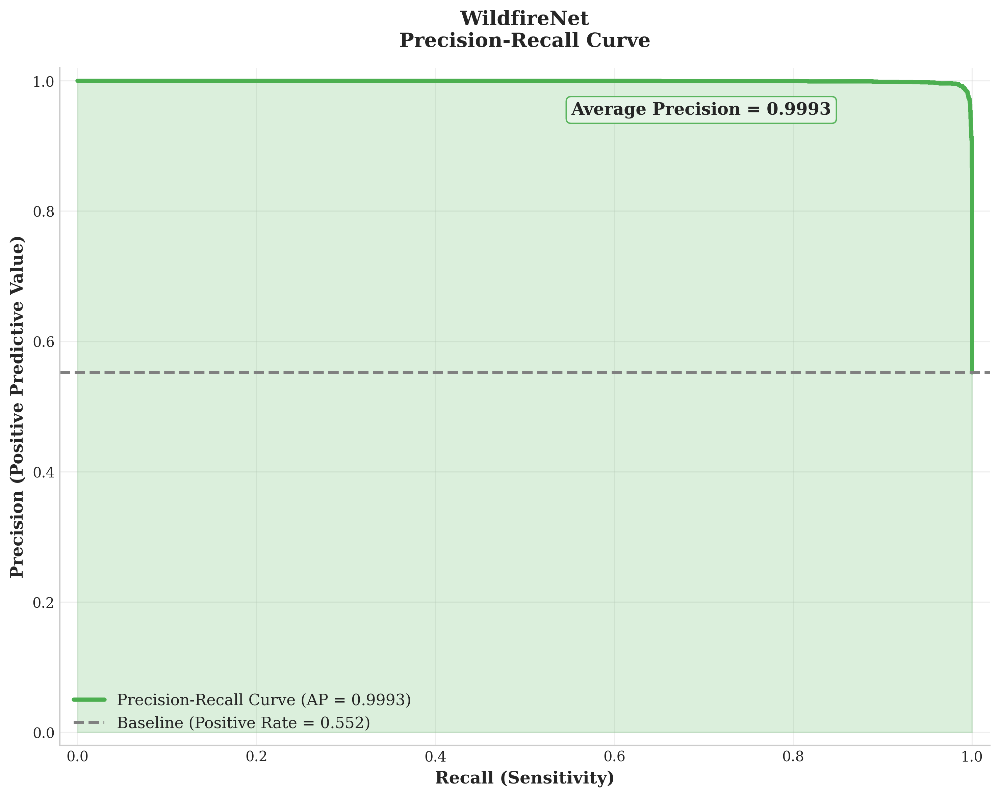 WildfireNet
Precision-Recall Curve
Precision (Positive Predictive Value)
1.0
0.8
0.6
0.4
0.2
0.0
Average Precision = 0.9993
Precision-Recall Curve (AP = 0.9993)
Baseline (Positive Rate = 0.552)
0.0 0.2 0.4 0.6 0.8 1.0
Recall (Sensitivity)